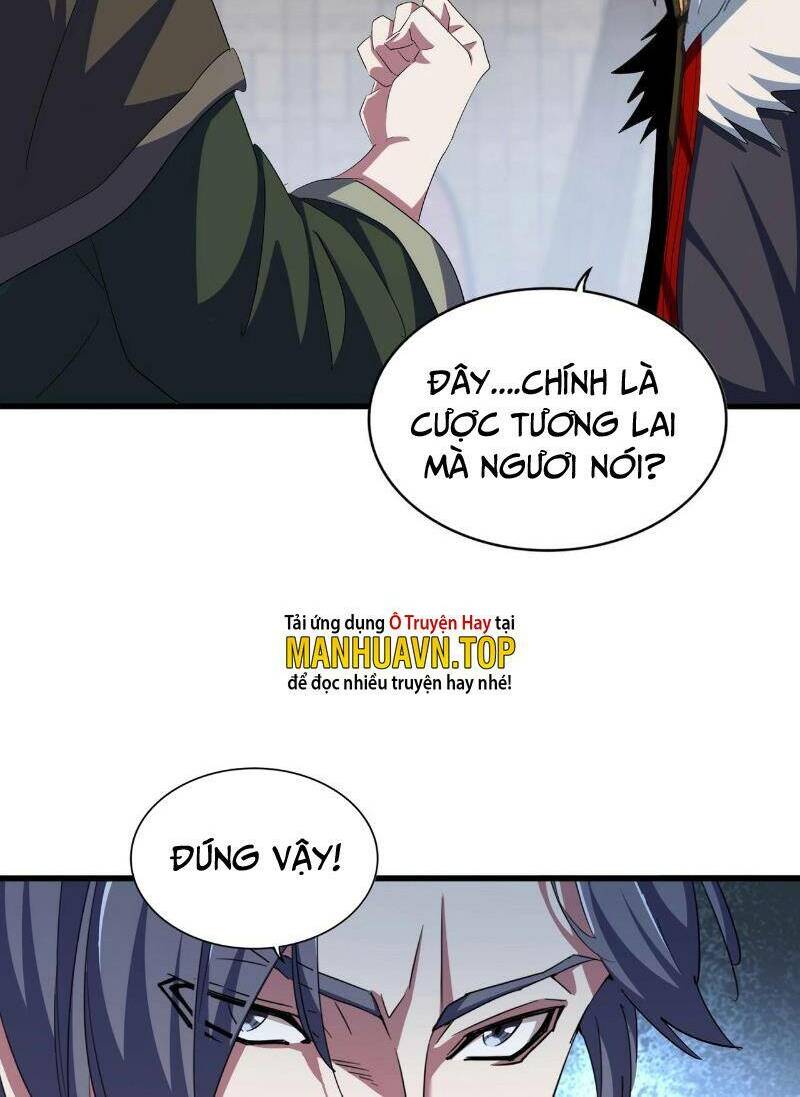 ĐÂY....CHÍNH LÀ
CƯỢC TƯƠNG LAI
MÀ NGƯƠI NÓI?
Tải ứng dụng Ô Truyện Hay tại
MANHUAVN.TOP
để đọc nhiều truyện hay nhé!
ĐÚNG VẬY!